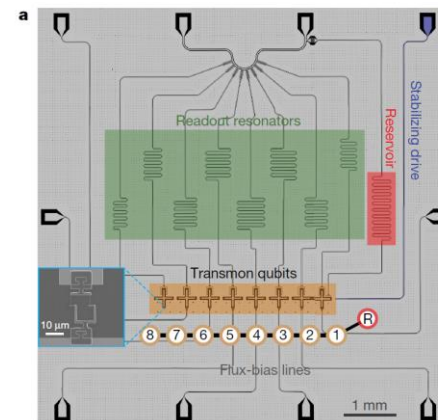 a
Readout resonators
Reservoir
Stabilizing drive
Transmon qubits
10 μm
8 7 6 5 4 3 2 1 R
Flux-bias lines
1 mm